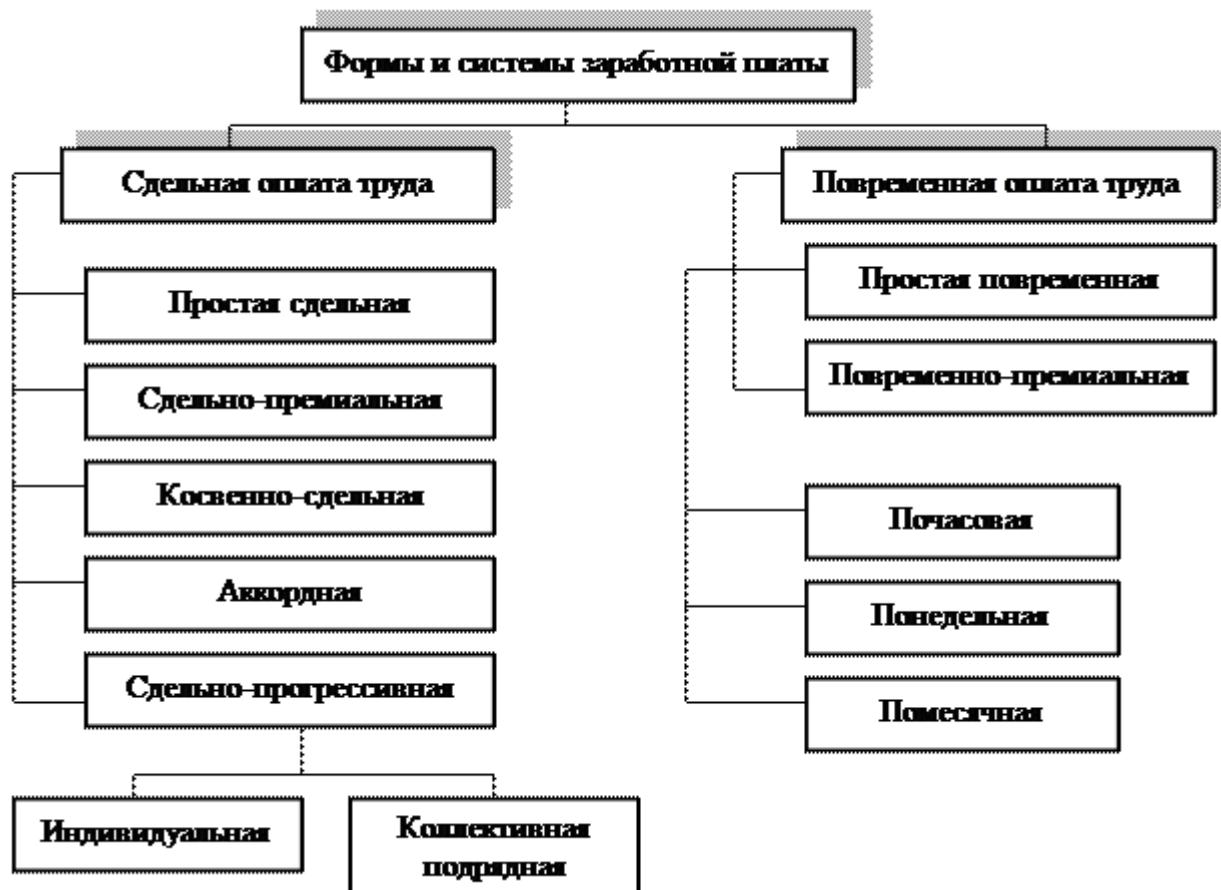 Формы и системы заработной платы
Сдельная оплата труда
Повременная оплата труда
Простая сдельная
Сдельно-премиальная
Косвенно-сдельная
Аккордная
Сдельно-прогрессивная
Индивидуальная
Коллективная
подрядная
Простая повременная
Повременно-премиальная
Почасовая
Понедельная
Помесячная